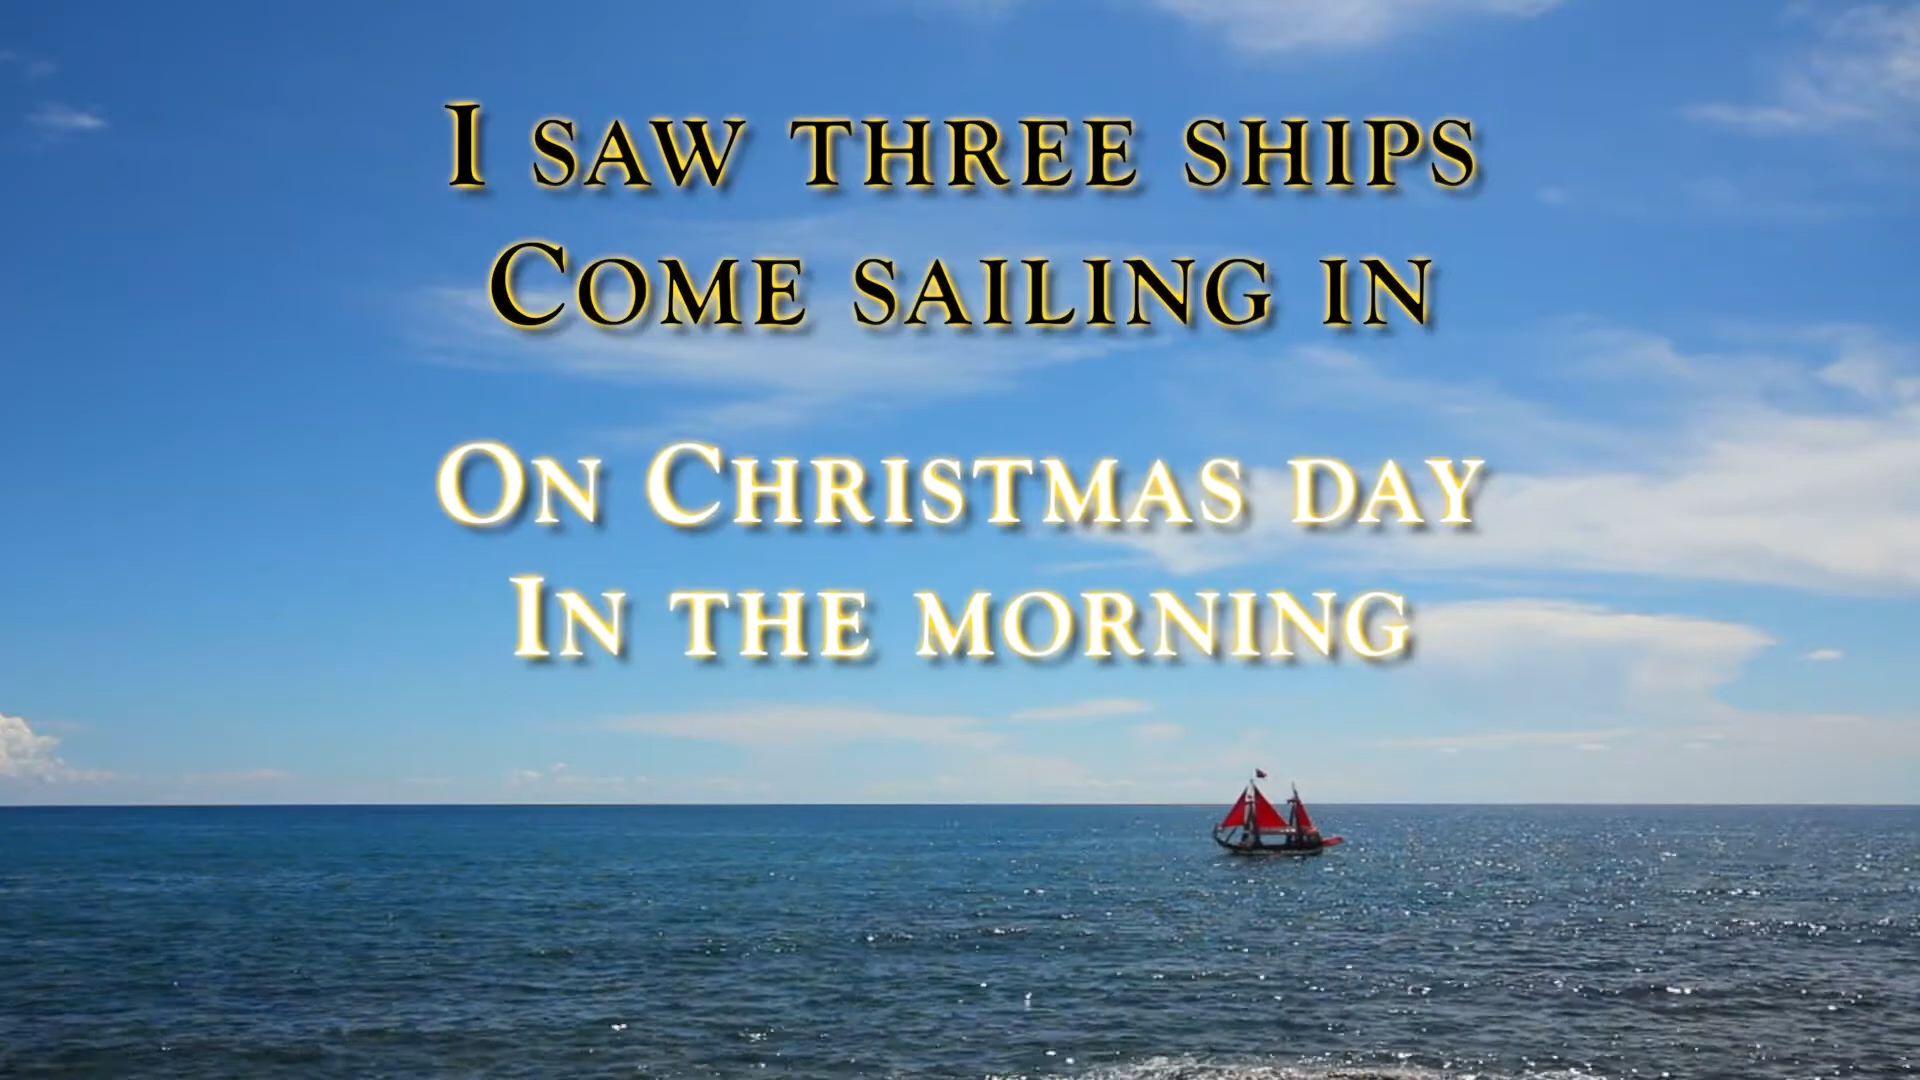 I SAW THREE SHIPS
COME SAILING IN
ON CHRISTMAS DAY
IN THE MORNING